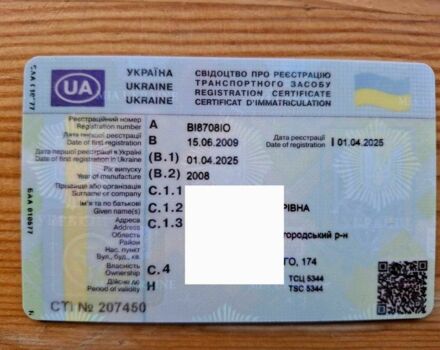 УКРАЇНА
UKRAINE
UKRAINE
UA
СВІДОЦТВО ПРО РЕЄСТРАЦІЮ
ТРАНСПОРТНОГО ЗАСОБУ
REGISTRATION CERTIFICATE
CERTIFICAT D'IMMATRICULATION
Реєстраційний номер
Registration number A BI8708IO
Дата першої реєстрації
Date of first registration B 15.06.2009 Дата реєстрації
Date of registration I 01.04.2025
Дата першої реєстрації в Україні
Date of first registration in Ukraine (B.1) 01.04.2025
Рік випуску
Year of manufacture (B.2) 2008
Прізвище або організація
Surname or company C.1.1
Ім'я та по батькові
Given name(s) C.1.2 РІВНА
Адреса
Address C.1.3
Область
Район городський р-н
Нас. пункт
Вул., буд., кв. ГО, 174
Власність
Ownership C.4 ТСЦ 5344
Дійсне до
Period of validity H TSC 5344
СТІ № 207450